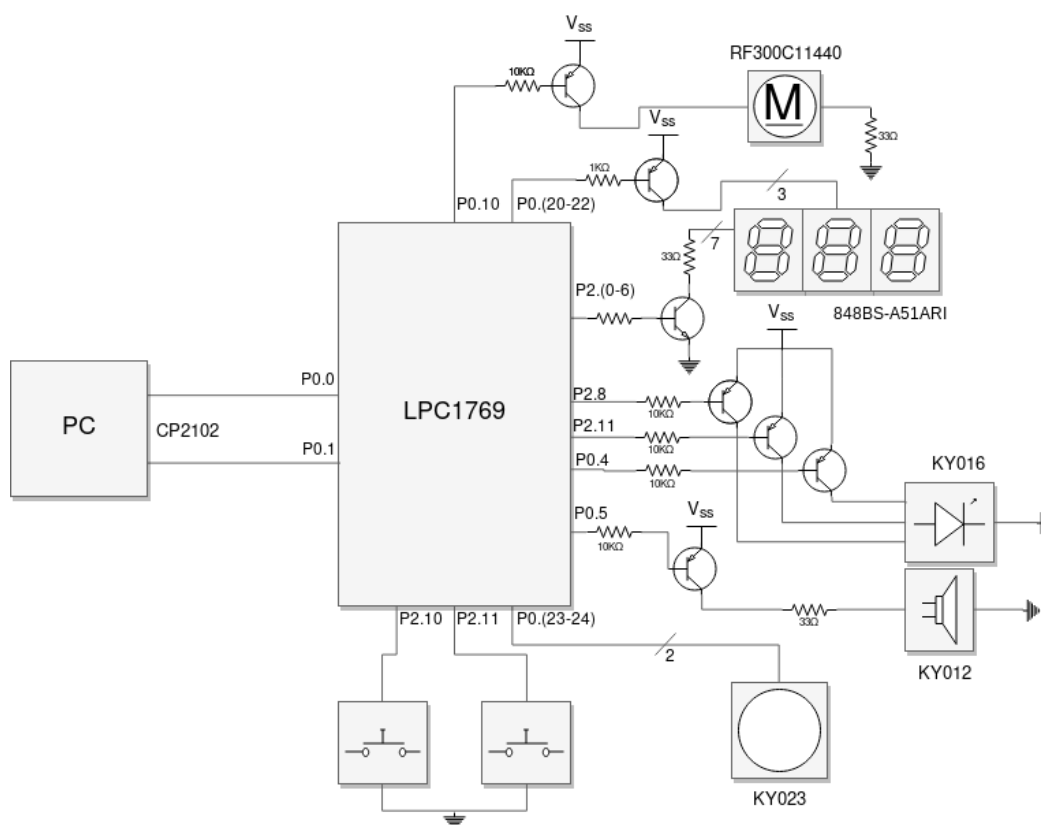 VSS
RF300C11440
10KΩ
M
VSS
33Ω
1KΩ
3
P0.10
P0.(20-22)
7
33Ω
P2.(0-6)
848BS-A51ARI
VSS
P0.0
P2.8
LPC1769
10KΩ
PC
CP2102
P2.11
10KΩ
P0.1
P0.4
10KΩ
KY016
P0.5
VSS
10KΩ
P2.10
P2.11
P0.(23-24)
33Ω
2
KY012
KY023